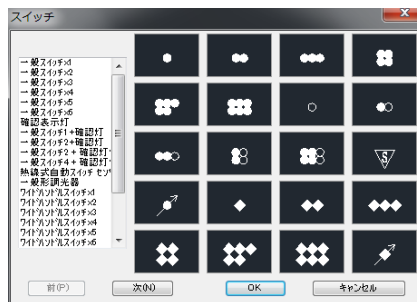 スイッチ
一般スイッチ×1
一般スイッチ×2
一般スイッチ×3
一般スイッチ×4
一般スイッチ×5
一般スイッチ×6
確認表示灯
一般スイッチ1+確認灯
一般スイッチ2+確認灯
一般スイッチ2 + 確認灯
一般スイッチ4 + 確認灯
熱線式自動スイッチ セン
一般形調光器
ワイドハンドルスイッチ×1
ワイドハンドルスイッチ×2
ワイドハンドルスイッチ×3
ワイドハンドルスイッチ×4
ワイドハンドルスイッチ×5
ワイドハンドルスイッチ×6
S
前(P)
次(N)
OK
キャンセル